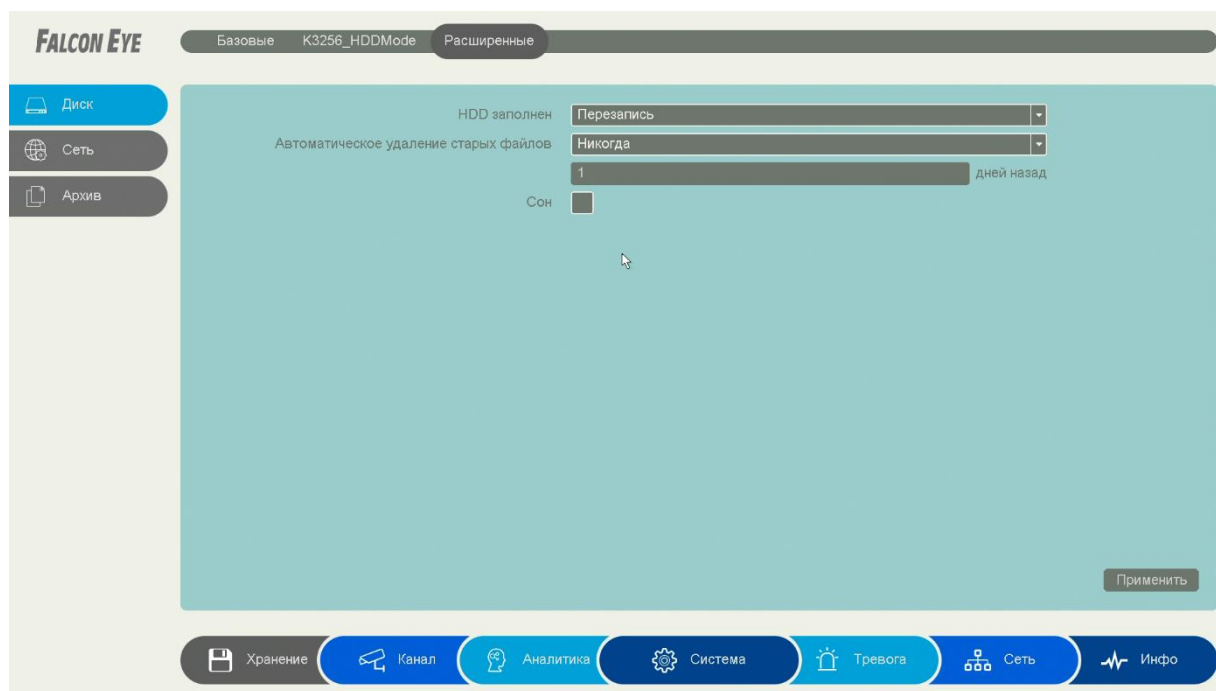 FALCON EYE
Базовые K3256_HDDMode Расширенные
Диск
Сеть
Архив
HDD заполнен Перезапись
Автоматическое удаление старых файлов Никогда
1 дней назад
Сон
Применить
Хранение Канал Аналитика Система Тревога Сеть Инфо